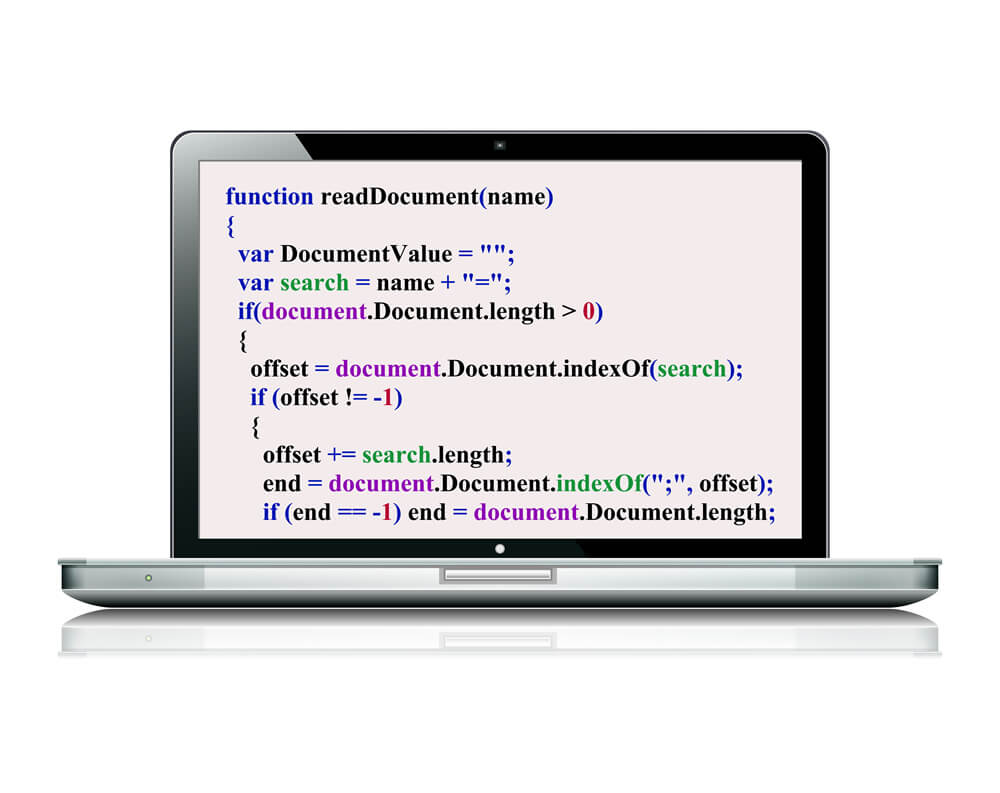 function readDocument(name)
{
var DocumentValue = "";
var search = name + "=";
if(document.Document.length > 0)
{
offset = document.Document.indexOf(search);
if (offset != -1)
{
offset += search.length;
end = document.Document.indexOf(";", offset);
if (end == -1) end = document.Document.length;